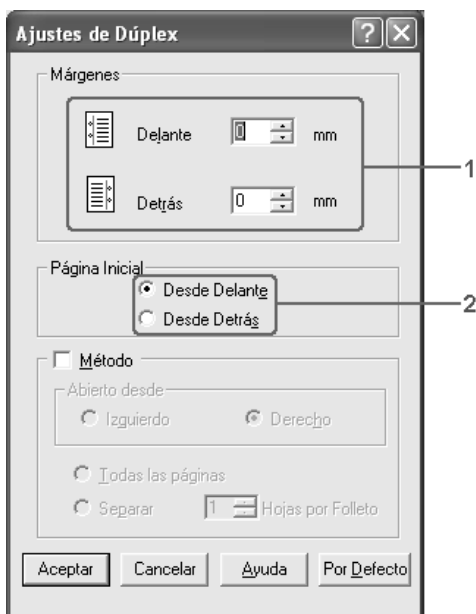 Ajustes de Dúplex
Márgenes
Delante 0 mm
1
Detrás 0 mm
Página Inicial
Desde Delante
2
Desde Detrás
Método
Abierto desde
Izquierdo Derecho
Todas las páginas
Separar 1 Hojas por Folleto
Aceptar Cancelar Ayuda Por Defecto